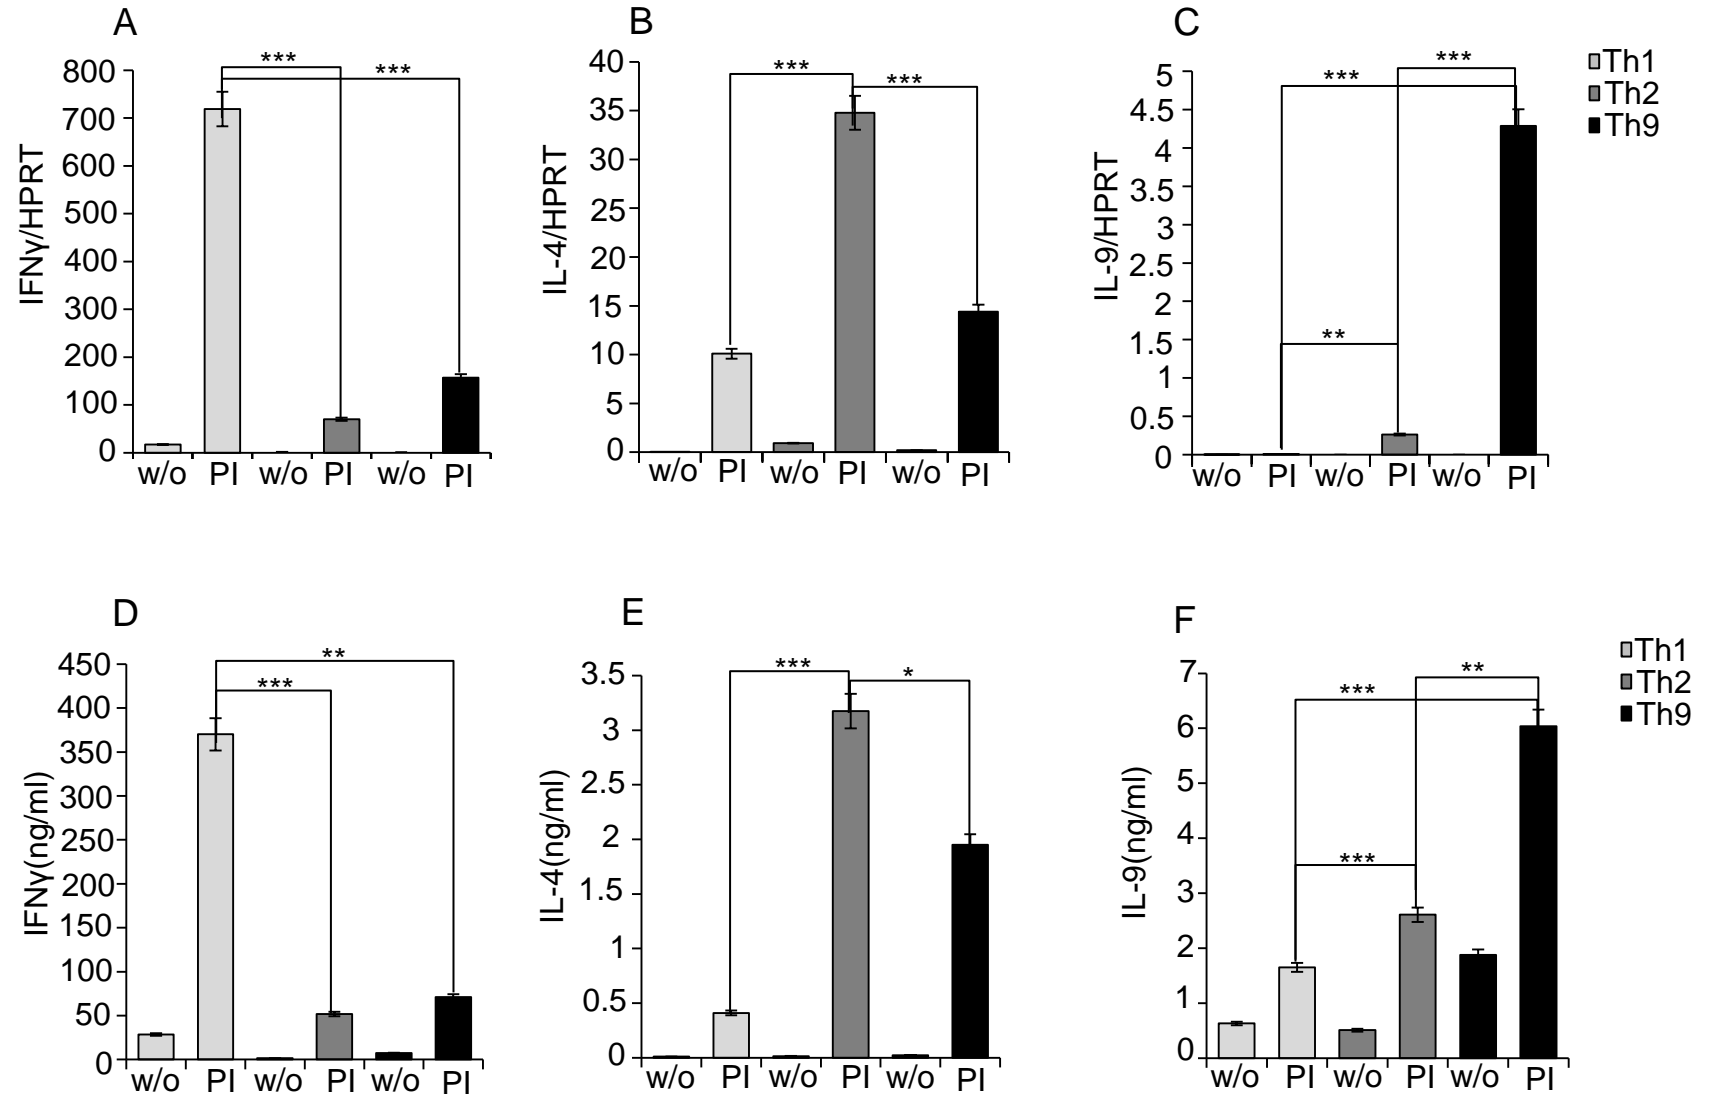 A
IFNγ/HPRT
800
700
600
500
400
300
200
100
0
***
***
w/o PI w/o PI w/o PI
B
IL-4/HPRT
40
35
30
25
20
15
10
5
0
***
***
w/o PI w/o PI w/o PI
C
IL-9/HPRT
5
4.5
4
3.5
3
2.5
2
1.5
1
0.5
0
***
***
**
w/o PI w/o PI w/o PI
Th1
Th2
Th9
D
IFNγ(ng/ml)
450
400
350
300
250
200
150
100
50
0
**
***
w/o PI w/o PI w/o PI
E
IL-4(ng/ml)
3.5
3
2.5
2
1.5
1
0.5
0
***
*
w/o PI w/o PI w/o PI
F
IL-9(ng/ml)
7
6
5
4
3
2
1
0
**
***
***
w/o PI w/o PI w/o PI
Th1
Th2
Th9